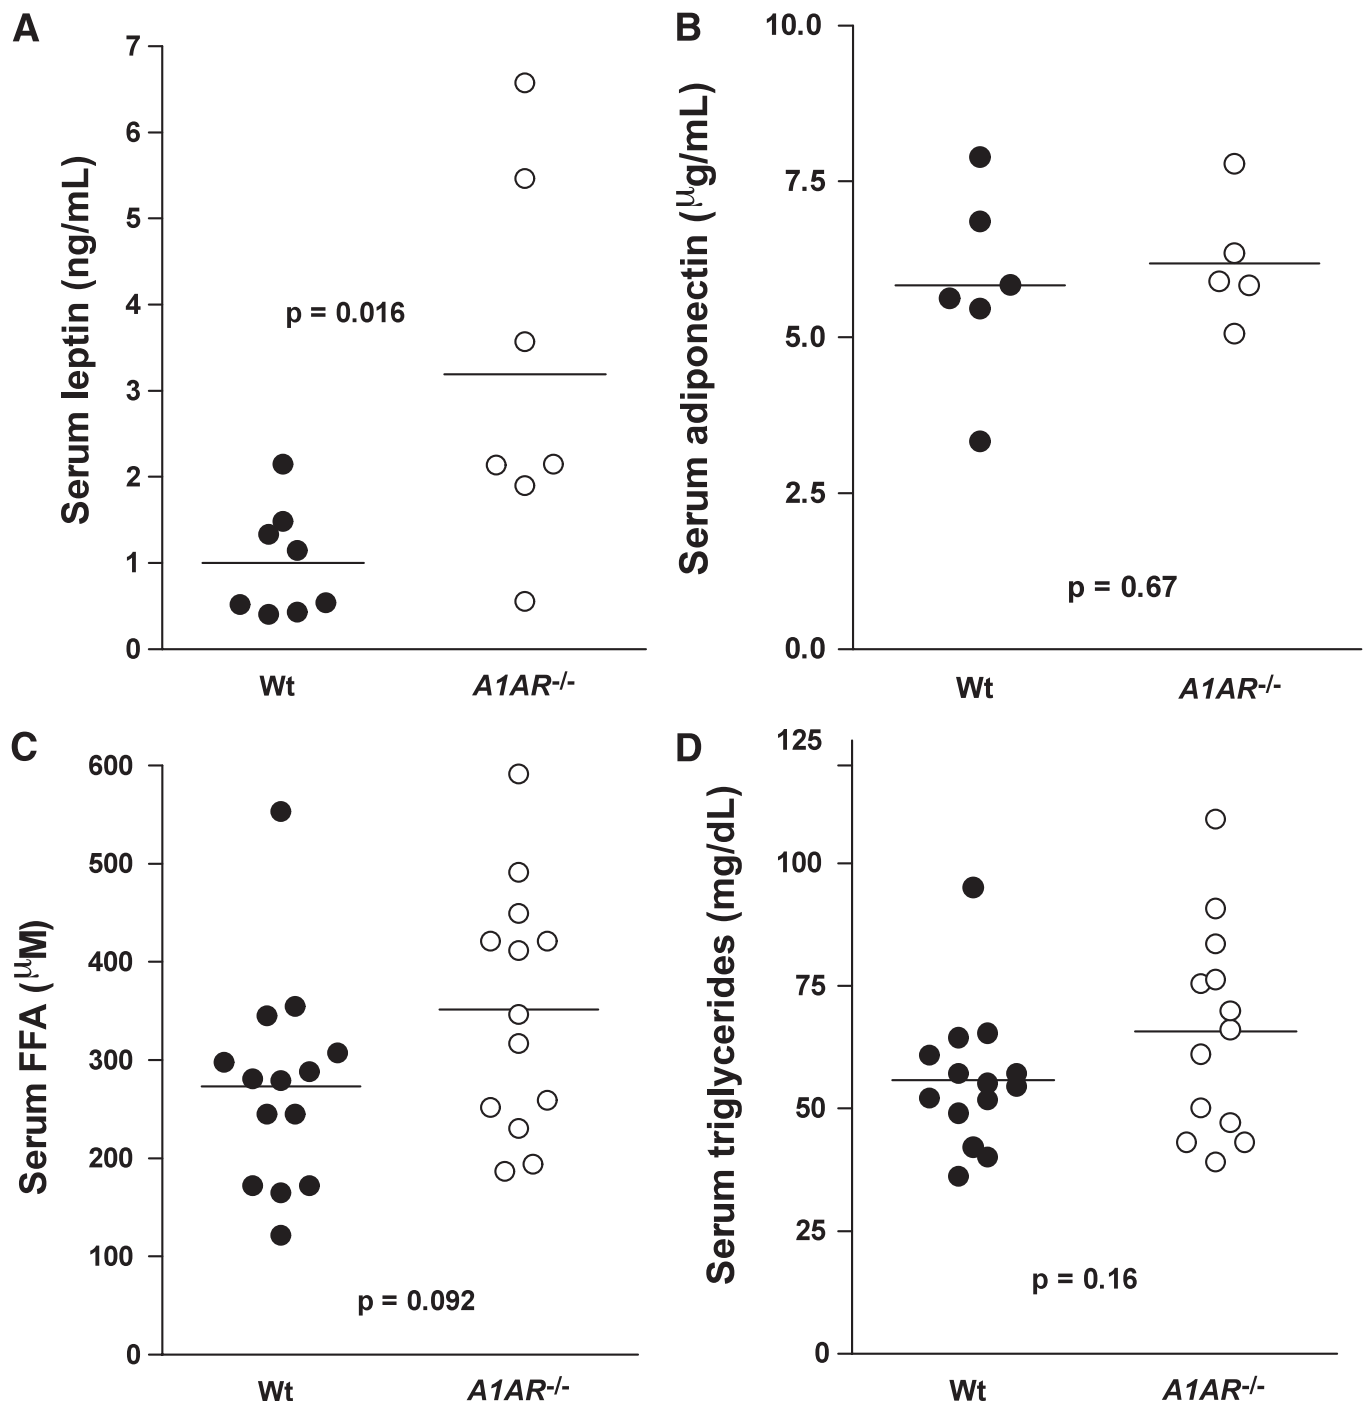 A
Serum leptin (ng/mL)
7
6
5
4
3
2
1
0
p = 0.016
Wt
A1AR-/-
B
Serum adiponectin (μg/mL)
10.0
7.5
5.0
2.5
0.0
p = 0.67
Wt
A1AR-/-
C
Serum FFA (μM)
600
500
400
300
200
100
0
p = 0.092
Wt
A1AR-/-
D
Serum triglycerides (mg/dL)
125
100
75
50
25
0
p = 0.16
Wt
A1AR-/-